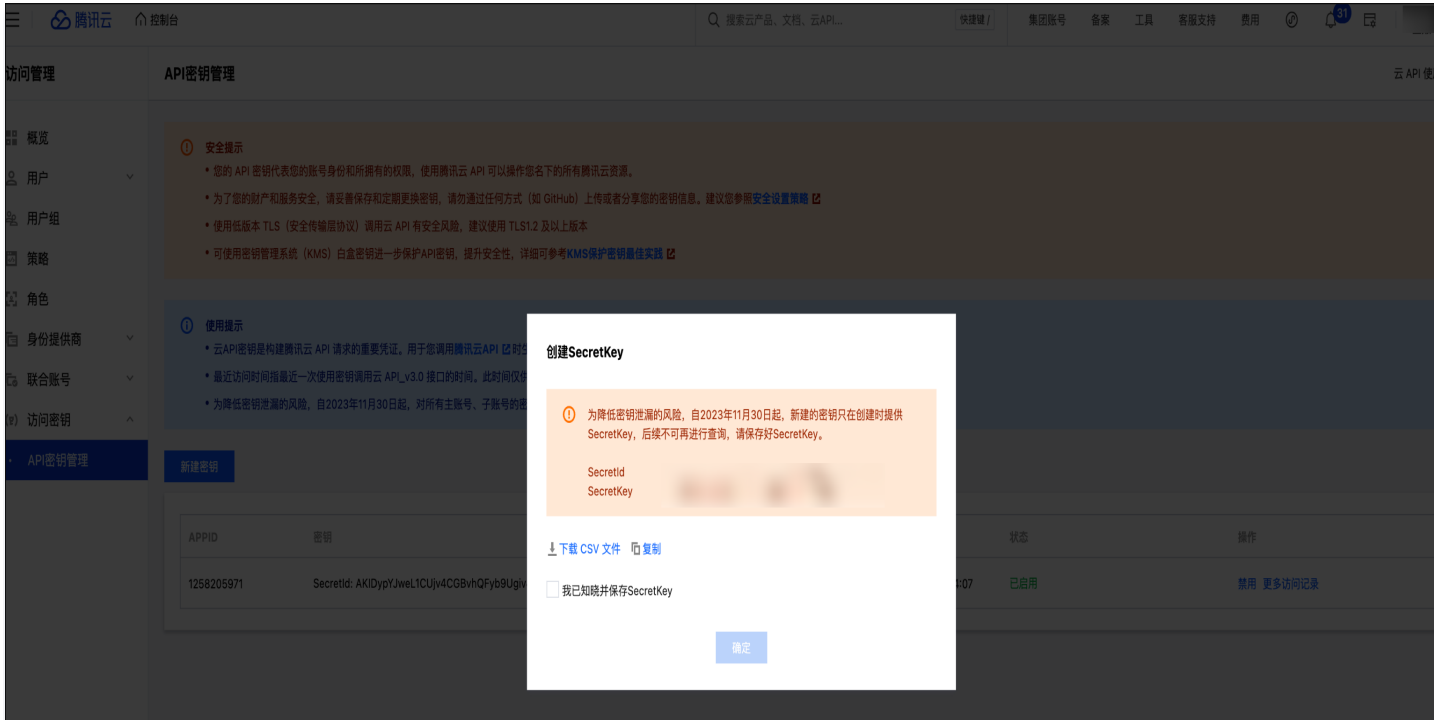 腾讯云 控制台 搜索云产品、文档、云API... 快捷键 / 集团账号 备案 工具 客服支持 费用 31
访问管理
API密钥管理
云 API 使
概览
用户
用户组
策略
角色
身份提供商
联合账号
访问密钥
API密钥管理
安全提示
* 您的 API 密钥代表您的账号身份和所拥有的权限，使用腾讯云 API 可以操作您名下的所有腾讯云资源。
* 为了您的财产和服务安全，请妥善保存和定期更换密钥，请勿通过任何方式（如 GitHub）上传或者分享您的密钥信息。建议您参照安全设置策略
* 使用低版本 TLS（安全传输层协议）调用云 API 有安全风险，建议使用 TLS1.2 及以上版本
* 可使用密钥管理系统（KMS）白盒密钥进一步保护API密钥，提升安全性，详细可参考KMS保护密钥最佳实践
使用提示
* 云API密钥是构建腾讯云 API 请求的重要凭证。用于您调用腾讯云API 时
* 最近访问时间指最近一次使用密钥调用云 API_v3.0 接口的时间。此时间仅供
* 为降低密钥泄漏的风险，自2023年11月30日起，对所有主账号、子账号的密
新建密钥
APPID 密钥 状态 操作
1258205971 SecretId: AKIDypYJweL1CUjv4CGBvhQFyb9Ugiv 4:07 已启用 禁用 更多访问记录
创建SecretKey
为降低密钥泄漏的风险，自2023年11月30日起，新建的密钥只在创建时提供
SecretKey，后续不可再进行查询，请保存好SecretKey。
SecretId
SecretKey
下载 CSV 文件 复制
我已知晓并保存SecretKey
确定